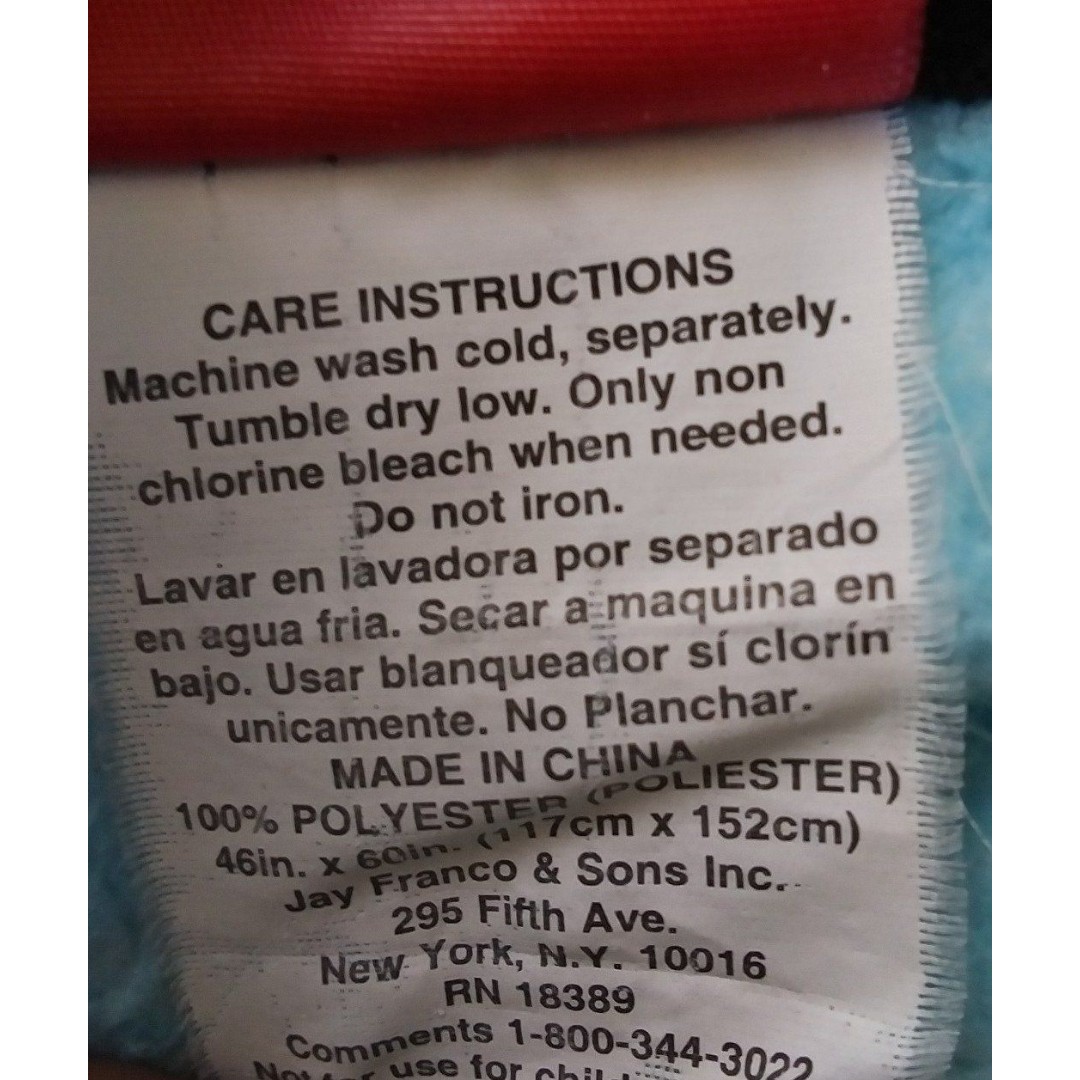 CARE INSTRUCTIONS
Machine wash cold, separately.
Tumble dry low. Only non
chlorine bleach when needed.
Do not iron.
Lavar en lavadora por separado
en agua fria. Secar a maquina en
bajo. Usar blanqueador sí clorín
unicamente. No Planchar.
MADE IN CHINA
100% POLYESTER (POLIESTER)
46in. x 60in. (117cm x 152cm)
Jay Franco & Sons Inc.
295 Fifth Ave.
New York, N.Y. 10016
RN 18389
Comments 1-800-344-3022
use for